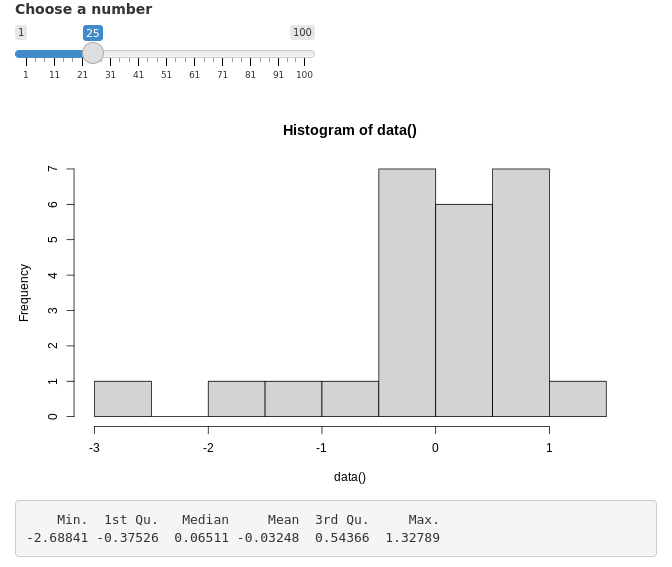 Choose a number
1 25 100
1 11 21 31 41 51 61 71 81 91 100
Histogram of data()
7
6
5
4
3
2
1
0
Frequency
-3 -2 -1 0 1
data()
Min. 1st Qu. Median Mean 3rd Qu. Max.
-2.68841 -0.37526 0.06511 -0.03248 0.54366 1.32789